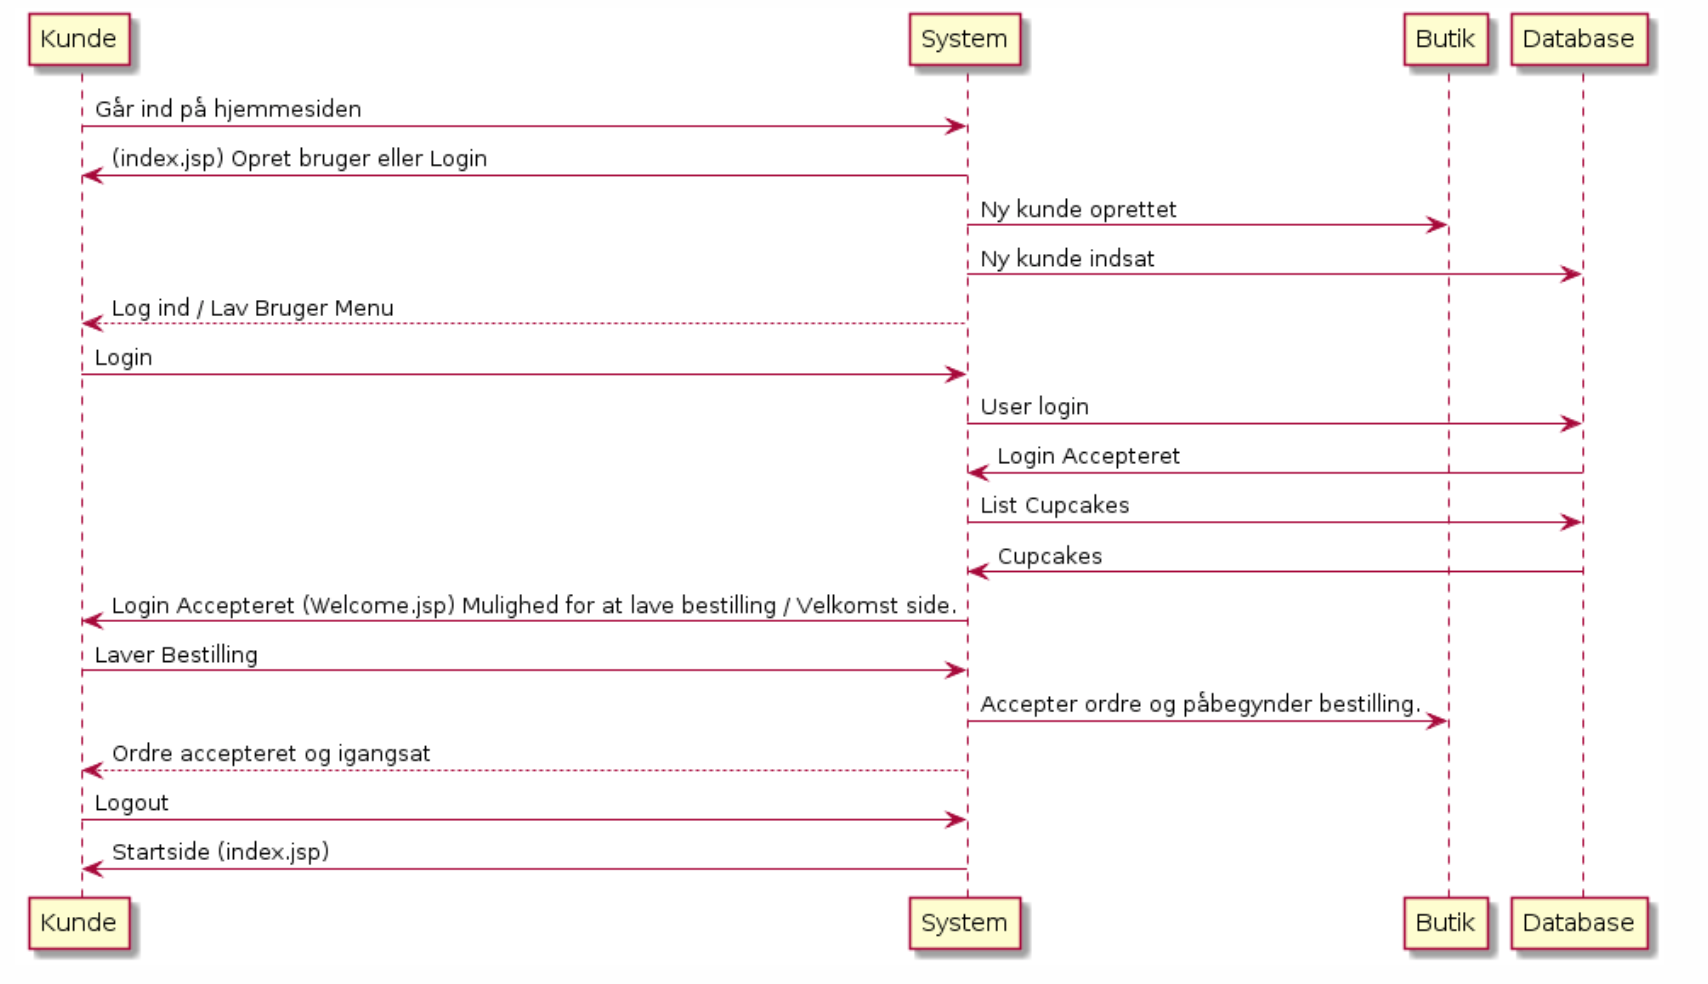 Kunde System Butik Database
Går ind på hjemmesiden
(index.jsp) Opret bruger eller Login
Ny kunde oprettet
Ny kunde indsat
Log ind / Lav Bruger Menu
Login
User login
Login Accepteret
List Cupcakes
Cupcakes
Login Accepteret (Welcome.jsp) Mulighed for at lave bestilling / Velkomst side.
Laver Bestilling
Accepter ordre og påbegynder bestilling.
Ordre accepteret og igangsat
Logout
Startside (index.jsp)
Kunde System Butik Database